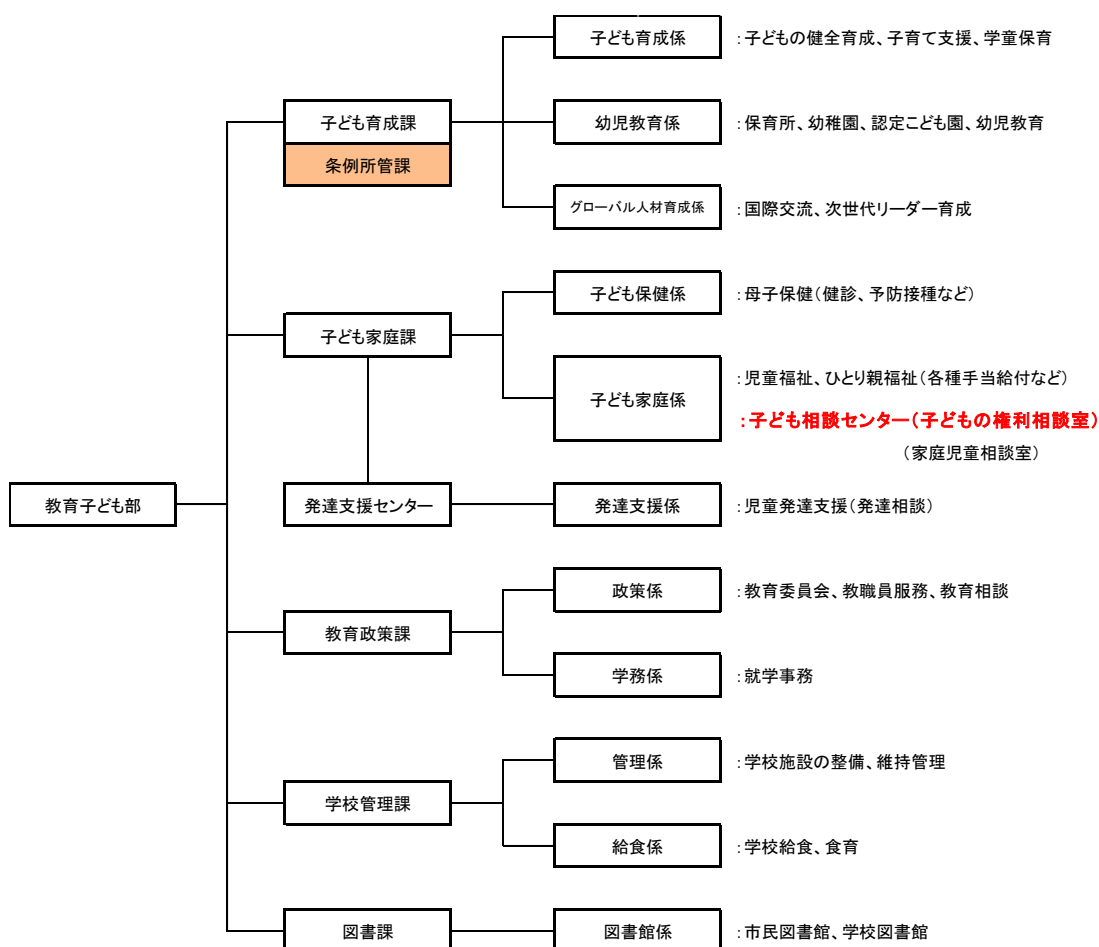 子ども育成係 :子どもの健全育成、子育て支援、学童保育
子ども育成課 幼児教育係 :保育所、幼稚園、認定こども園、幼児教育
条例所管課
グローバル人材育成係 :国際交流、次世代リーダー育成
子ども保健係 :母子保健(健診、予防接種など)
子ども家庭課
:児童福祉、ひとり親福祉(各種手当給付など)
子ども家庭係
:子ども相談センター(子どもの権利相談室)
(家庭児童相談室)
教育子ども部 発達支援センター 発達支援係 :児童発達支援(発達相談)
政策係 :教育委員会、教職員服務、教育相談
教育政策課
学務係 :就学事務
管理係 :学校施設の整備、維持管理
学校管理課
給食係 :学校給食、食育
図書課 図書館係 :市民図書館、学校図書館